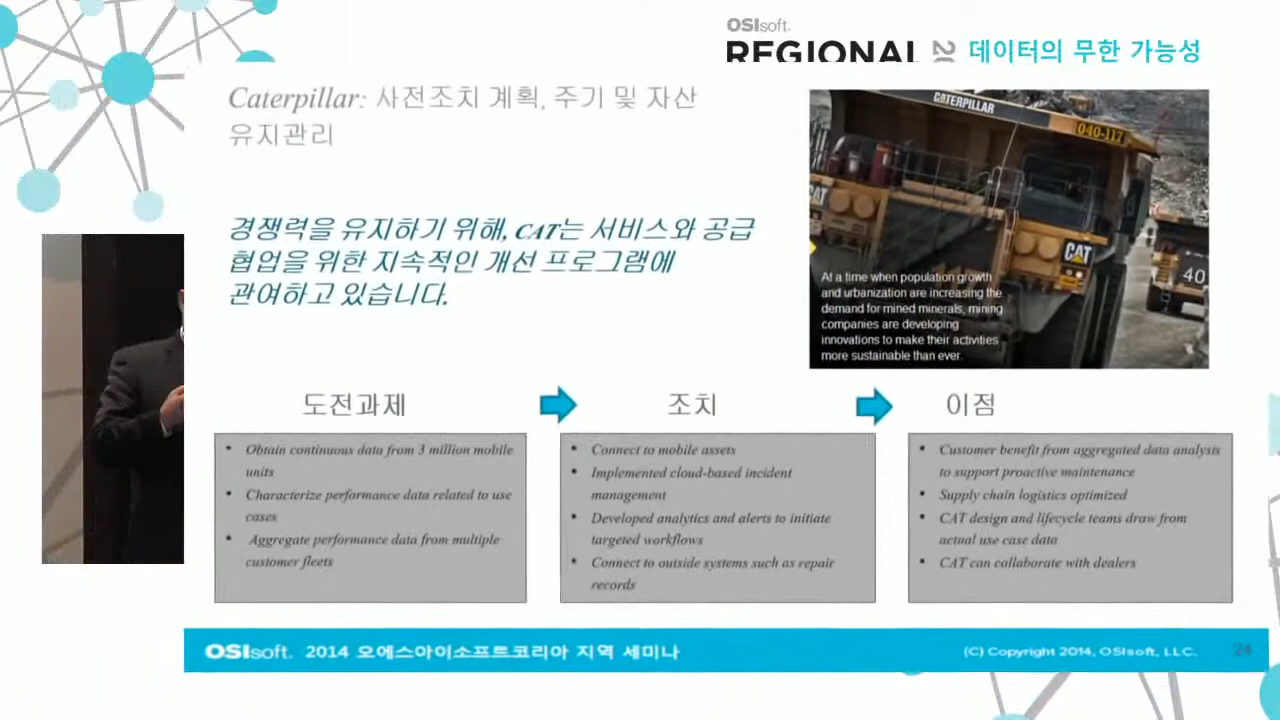 OSIsoft.
REGIONAL 데이터의 무한 가능성
Caterpillar: 사전조치 계획, 주기 및 자산
유지관리
경쟁력을 유지하기 위해, CAT는 서비스와 공급
협업을 위한 지속적인 개선 프로그램에
관여하고 있습니다.
CATERPILLAR
040-117
CAT
CAT
40
At a time when population growth
and urbanization are increasing the
demand for mined minerals, mining
companies are developing
innovations to make their activities
more sustainable than ever.
도전과제
• Obtain continuous data from 3 million mobile
units
• Characterize performance data related to use
cases
• Aggregate performance data from multiple
customer fleets
조치
• Connect to mobile assets
• Implemented cloud-based incident
management
• Developed analytics and alerts to initiate
targeted workflows
• Connect to outside systems such as repair
records
이점
• Customer benefit from aggregated data analysis
to support proactive maintenance
• Supply chain logistics optimized
• CAT design and lifecycle teams draw from
actual use case data
• CAT can collaborate with dealers
OSIsoft. 2014 오에스아이소프트코리아 지역 세미나
(C) Copyright 2014, OSIsoft, LLC. 24